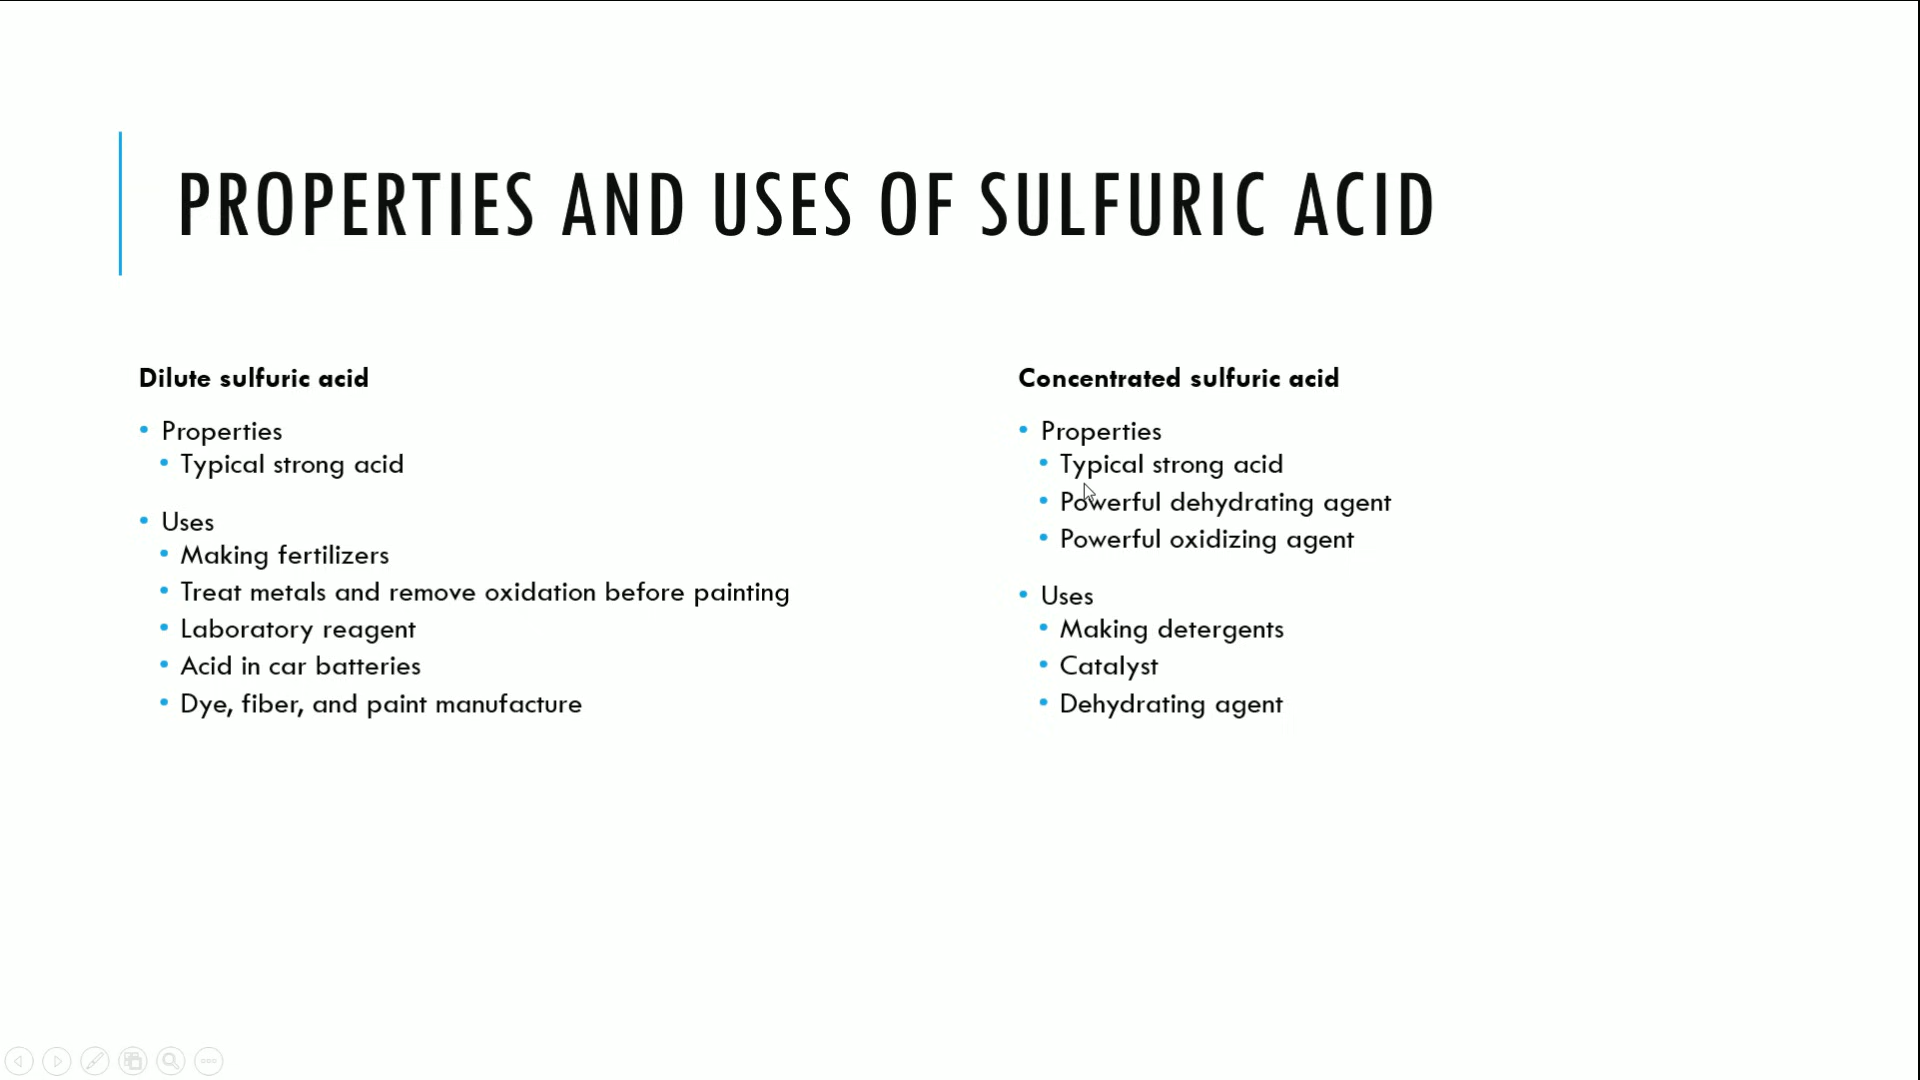 PROPERTIES AND USES OF SULFURIC ACID
Dilute sulfuric acid
• Properties
• Typical strong acid
• Uses
• Making fertilizers
• Treat metals and remove oxidation before painting
• Laboratory reagent
• Acid in car batteries
• Dye, fiber, and paint manufacture
Concentrated sulfuric acid
• Properties
• Typical strong acid
• Powerful dehydrating agent
• Powerful oxidizing agent
• Uses
• Making detergents
• Catalyst
• Dehydrating agent